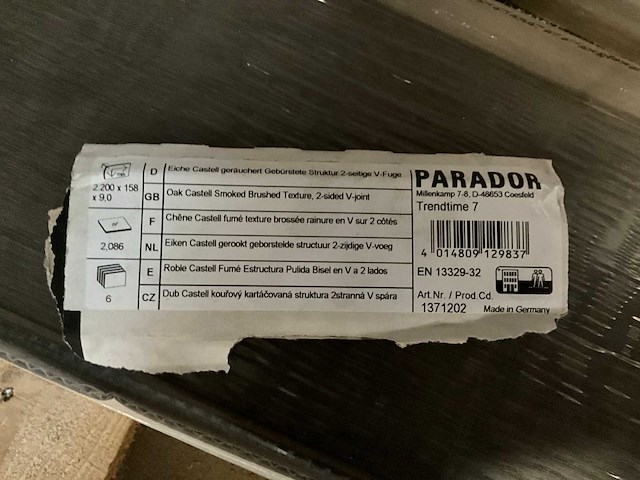 2.200 x 158
x 9,0
2,086
6
D Eiche Castell geräuchert Gebürstete Struktur 2-seitige V-Fuge
GB Oak Castell Smoked Brushed Texture, 2-sided V-joint
F Chêne Castell fumé texture brossée rainure en V sur 2 côtés
NL Eiken Castell gerookt geborstelde structuur 2-zijdige V-voeg
E Roble Castell Fumé Estructura Pulida Bisel en V a 2 lados
CZ Dub Castell kouřový kartáčovaná struktura 2stranná V spára
PARADOR
Millenkamp 7-8, D-48653 Coesfeld
Trendtime 7
4 014809 129837
EN 13329-32
Art.Nr. / Prod.Cd.
1371202 Made in Germany